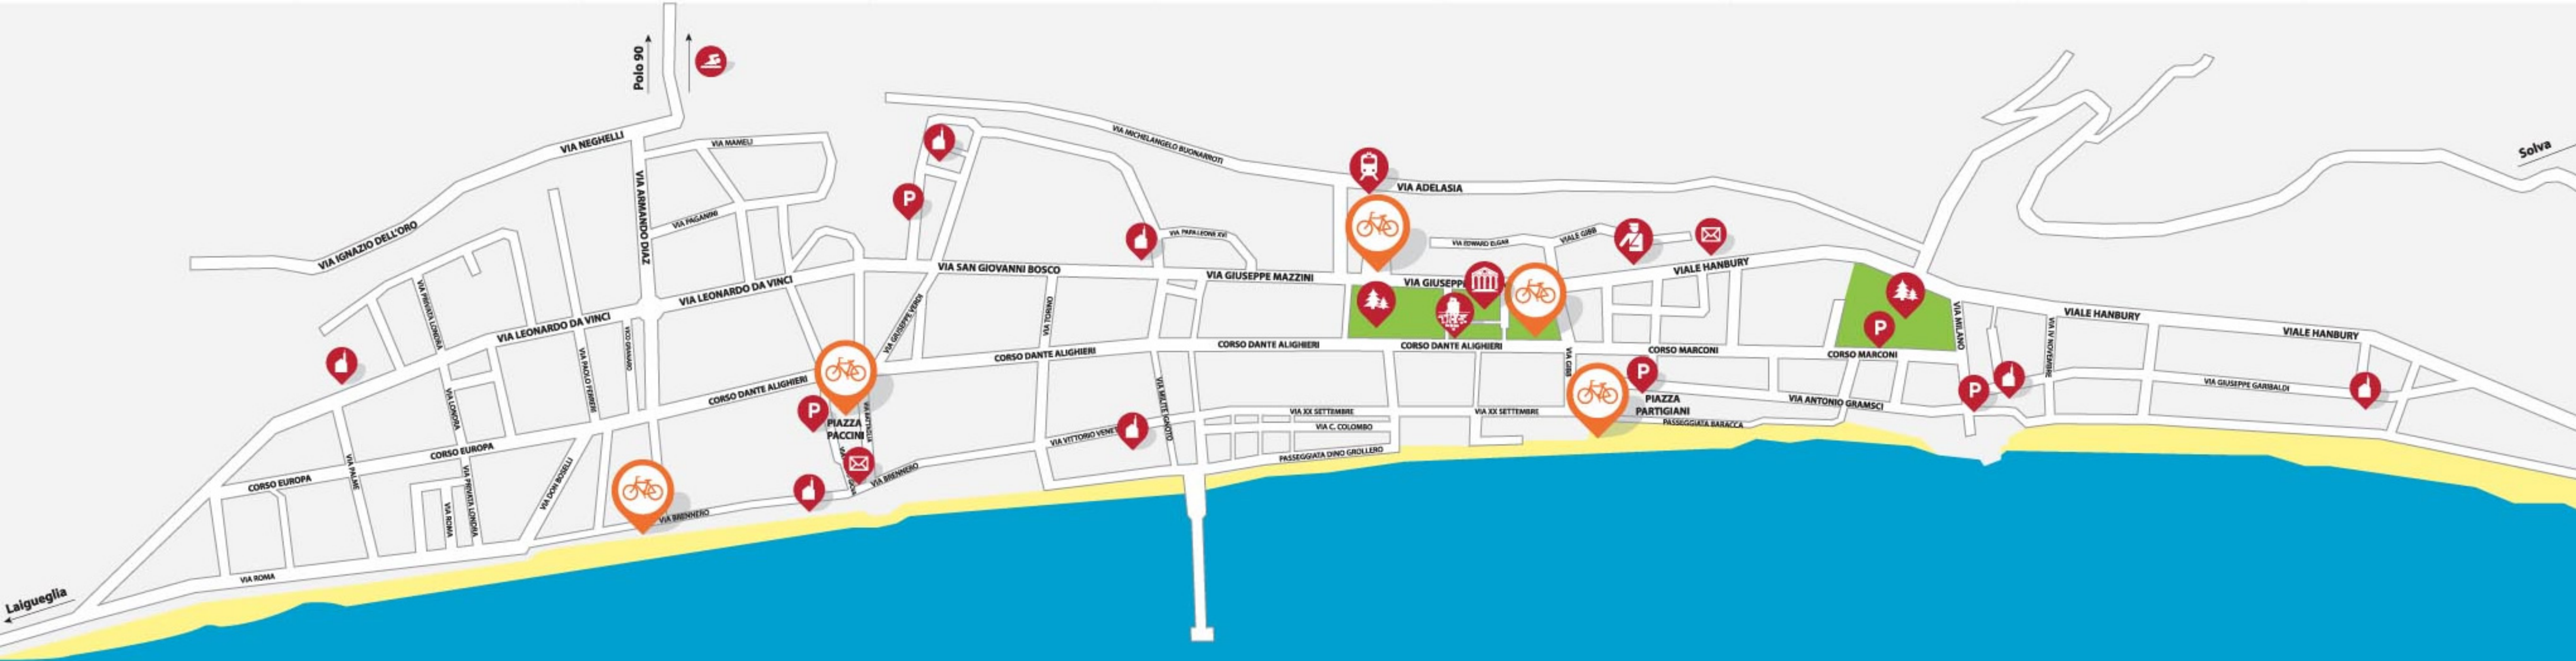 Polo 90
VIA NEGHELLI
VIA MAMELI
VIA MICHELANGELO BUONARROTI
Solva
VIA IGNAZIO DELL'ORO
VIA ARMANDO DIAZ
VIA PAGANINI
P
VIA ADELASIA
VIA PAPA LEONE XVI
VIA EDWARD ELGAR
VIALE GIBB
VIA SAN GIOVANNI BOSCO
VIA GIUSEPPE MAZZINI
VIA GIUSEPP
VIALE HANBURY
VIA PRIVATA LONDRA
VIA LEONARDO DA VINCI
VIA LEONARDO DA VINCI
VIA GIUSEPPE VERDI
VIA TORINO
P
VIA MILANO
VIALE HANBURY
VIALE HANBURY
VIA IV NOVEMBRE
VIA PAOLO FERRERI
CORSO DANTE ALIGHIERI
CORSO DANTE ALIGHIERI
CORSO DANTE ALIGHIERI
CORSO DANTE ALIGHIERI
VIA GIBB
CORSO MARCONI
CORSO MARCONI
P
P
VIA GIUSEPPE GARIBALDI
VIA LONDRA
P
PIAZZA
PACCINI
VIA MILITE IGNOTO
VIA XX SETTEMBRE
VIA XX SETTEMBRE
PIAZZA
PARTIGIANI
VIA ANTONIO GRAMSCI
PASSEGGIATA BARACCA
VIA VITTORIO VENET
VIA C. COLOMBO
PASSEGGIATA DINO GROLLERO
CORSO EUROPA
CORSO EUROPA
VIA PALME
VIA PRIVATA LONDRA
VIA DON BOSELLI
VIA BRENNERO
VIA ROMA
VIA BRENNERO
VIA ROMA
Laigueglia